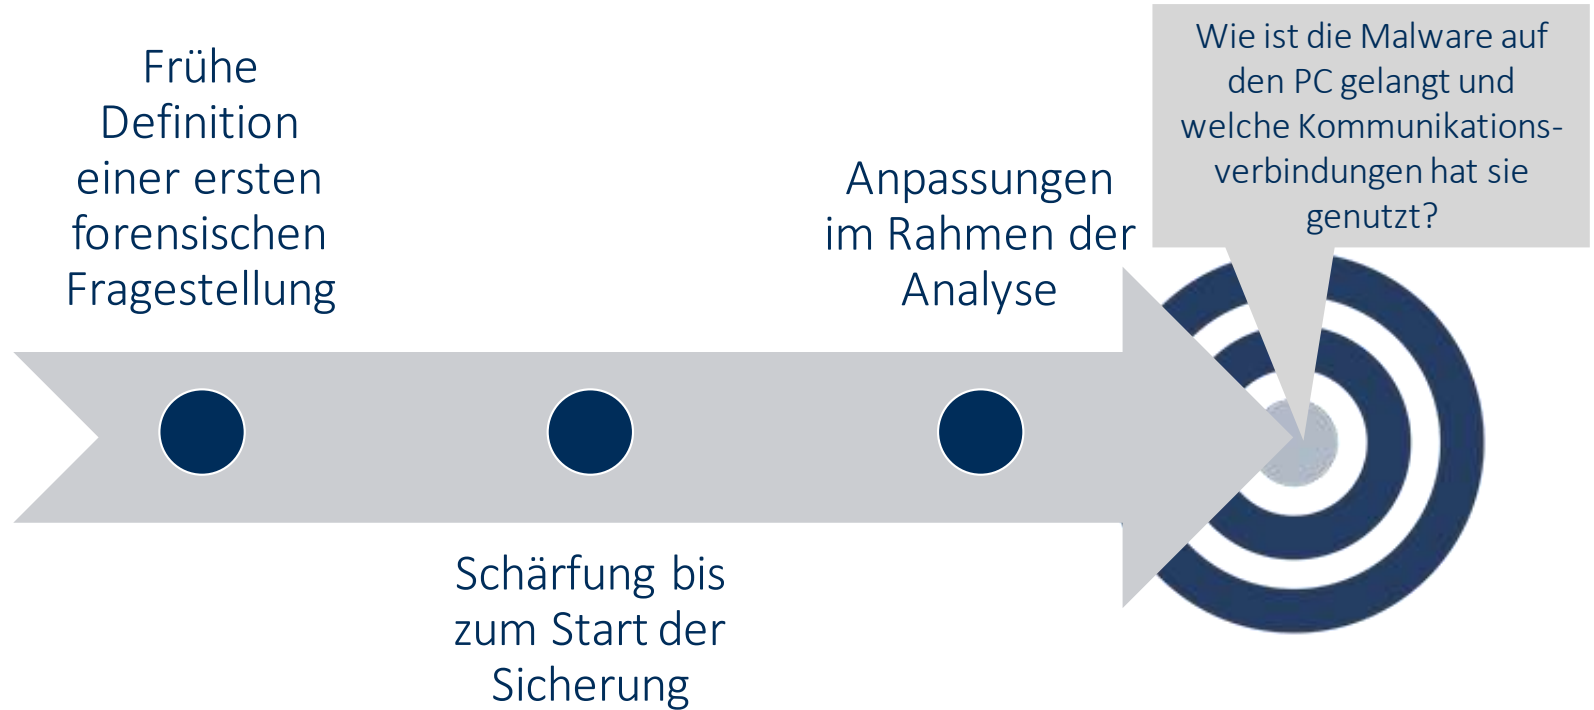 Frühe
Definition
einer ersten
forensischen
Fragestellung
Schärfung bis
zum Start der
Sicherung
Anpassungen
im Rahmen der
Analyse
Wie ist die Malware auf
den PC gelangt und
welche Kommunikations-
verbindungen hat sie
genutzt?